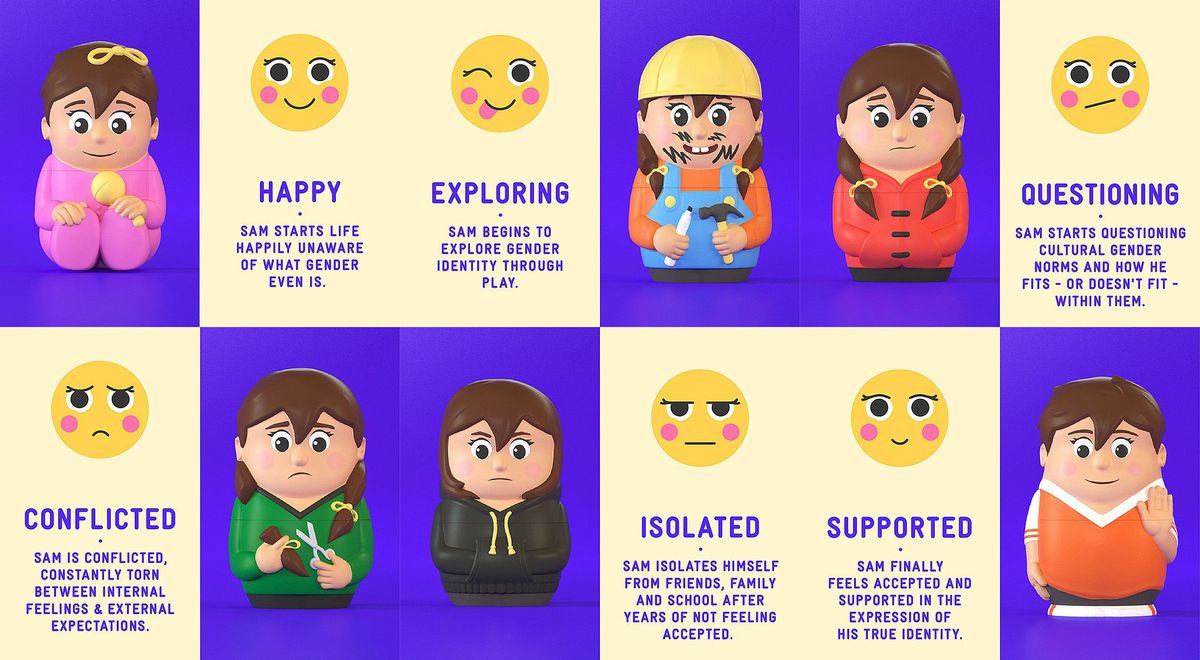 HAPPY
SAM STARTS LIFE
HAPPILY UNAWARE
OF WHAT GENDER
EVEN IS.
EXPLORING
SAM BEGINS TO
EXPLORE GENDER
IDENTITY THROUGH
PLAY.
QUESTIONING
SAM STARTS QUESTIONING
CULTURAL GENDER
NORMS AND HOW HE
FITS - OR DOESN'T FIT -
WITHIN THEM.
CONFLICTED
SAM IS CONFLICTED,
CONSTANTLY TORN
BETWEEN INTERNAL
FEELINGS & EXTERNAL
EXPECTATIONS.
ISOLATED
SAM ISOLATES HIMSELF
FROM FRIENDS, FAMILY
AND SCHOOL AFTER
YEARS OF NOT FEELING
ACCEPTED.
SUPPORTED
SAM FINALLY
FEELS ACCEPTED AND
SUPPORTED IN THE
EXPRESSION OF
HIS TRUE IDENTITY.